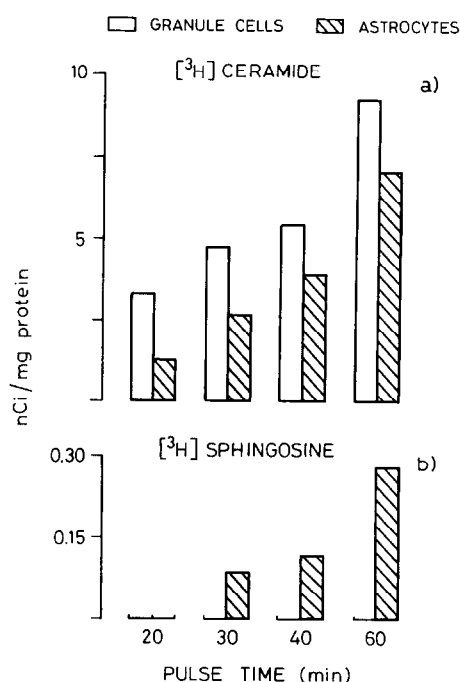 GRANULE CELLS ASTROCYTES
[³H] CERAMIDE
a)
10
5
nCi/mg protein
[³H] SPHINGOSINE
b)
0.30
0.15
20 30 40 60
PULSE TIME (min)